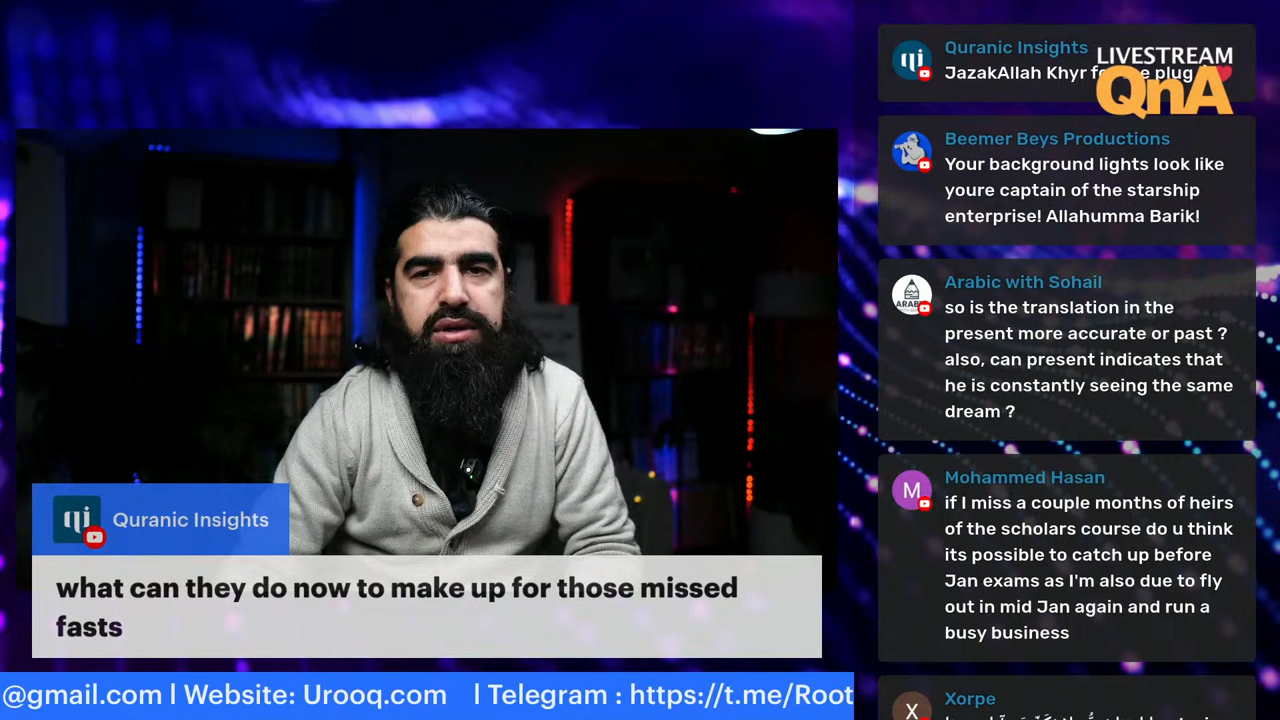 Quranic Insights
JazakAllah Khyr plug
LIVESTREAM
QnA
Beemer Beys Productions
Your background lights look like
youre captain of the starship
enterprise! Allahumma Barik!
Arabic with Sohail
so is the translation in the
present more accurate or past ?
also, can present indicates that
he is constantly seeing the same
dream ?
M
Mohammed Hasan
if I miss a couple months of heirs
of the scholars course do u think
its possible to catch up before
Jan exams as I'm also due to fly
out in mid Jan again and run a
busy business
X
Xorpe
qi
Quranic Insights
what can they do now to make up for those missed
fasts
@gmail.com | Website: Urooq.com | Telegram : https://t.me/Root